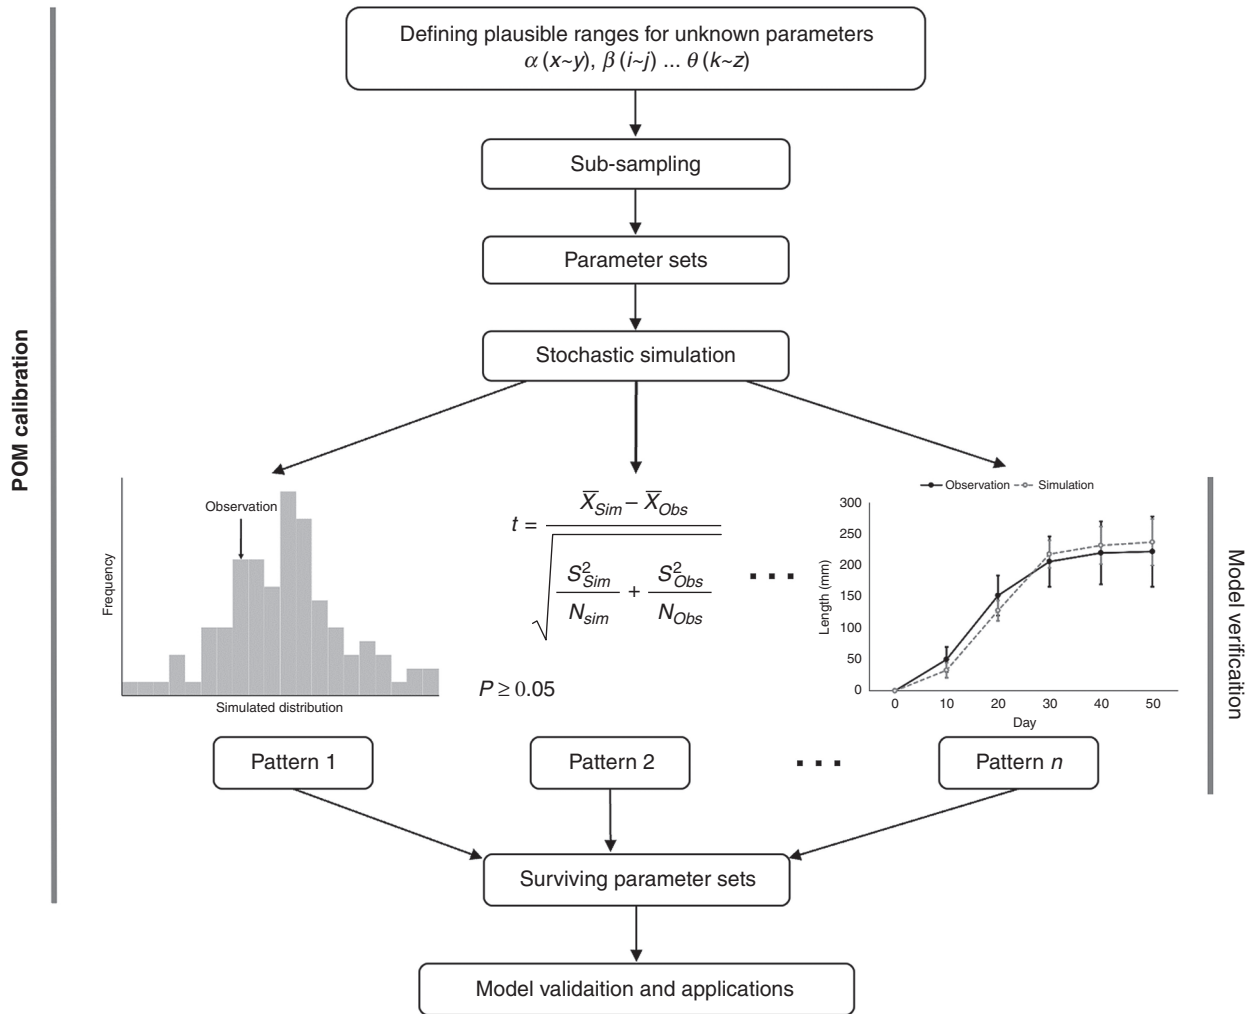 Defining plausible ranges for unknown parameters
α (x~y), β (i~j) ... θ (k~z)
Sub-sampling
Parameter sets
Stochastic simulation
POM calibration
Observation
Frequency
Simulated distribution
t = X̅Sim – X̅Obs
S²Sim + S²Obs
Nsim NObs
P ≥ 0.05
...
Observation Simulation
300
250
200
150
100
50
0
Length (mm)
0 10 20 30 40 50
Day
Model verificaition
Pattern 1
Pattern 2
...
Pattern n
Surviving parameter sets
Model validaition and applications